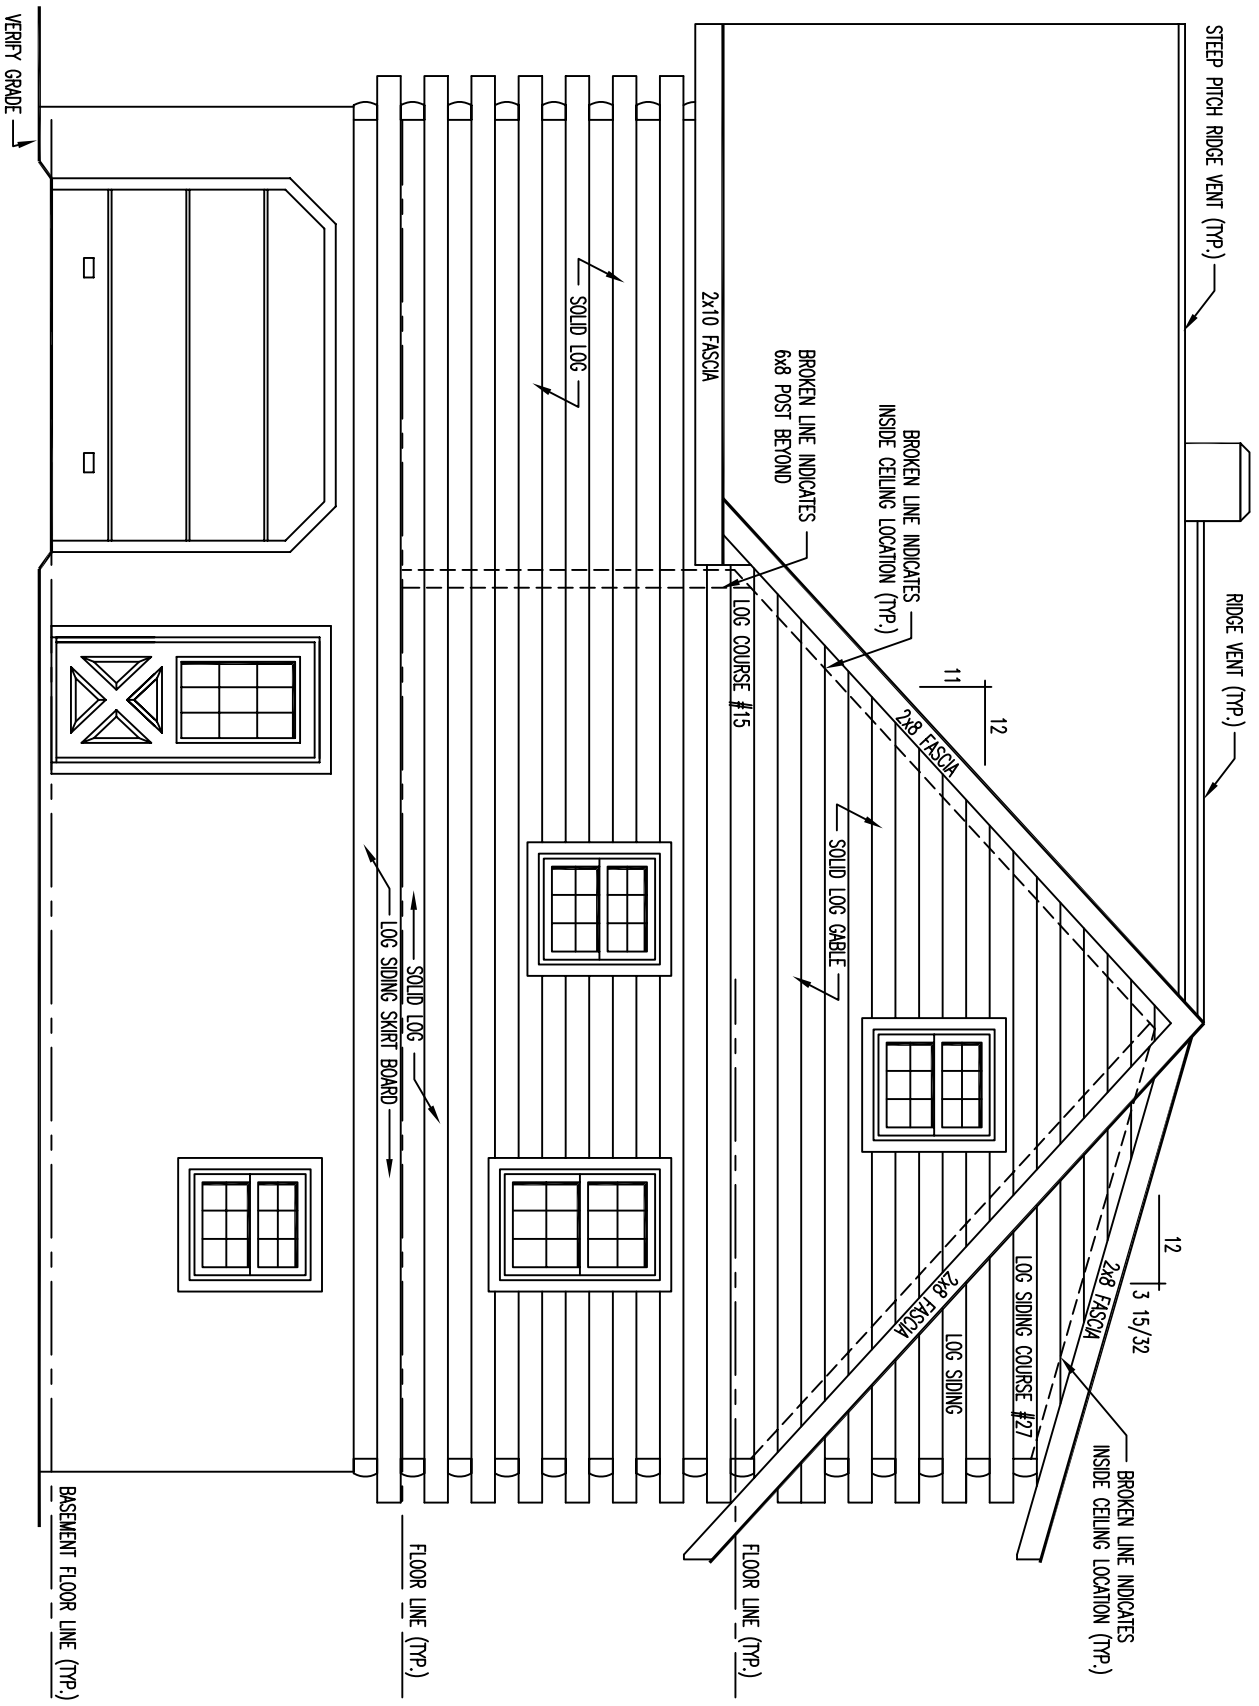 STEEP PITCH RIDGE VENT (TYP.)
RIDGE VENT (TYP.)
12
3 15/32
2x8 FASCIA
BROKEN LINE INDICATES
INSIDE CEILING LOCATION (TYP.)
12
11
2x8 FASCIA
LOG SIDING COURSE #27
LOG SIDING
2x8 FASCIA
BROKEN LINE INDICATES
INSIDE CEILING LOCATION (TYP.)
SOLID LOG GABLE
BROKEN LINE INDICATES
6x8 POST BEYOND
LOG COURSE #15
2x10 FASCIA
FLOOR LINE (TYP.)
SOLID LOG
SOLID LOG
FLOOR LINE (TYP.)
LOG SIDING SKIRT BOARD
BASEMENT FLOOR LINE (TYP.)
VERIFY GRADE